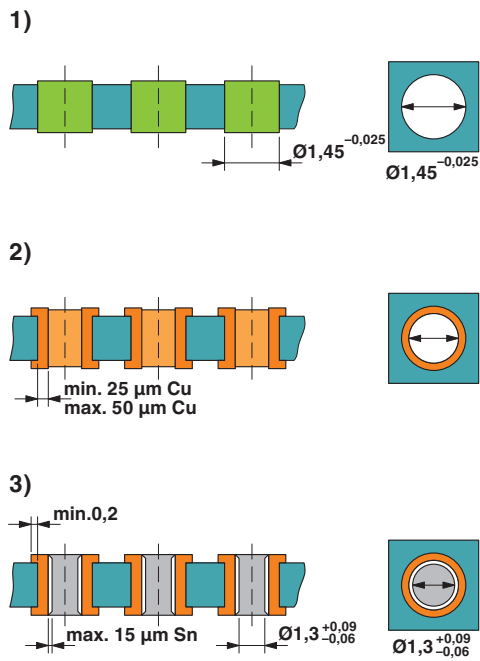 1)
Ø1,45 -0,025
Ø1,45 -0,025
2)
min. 25 µm Cu
max. 50 µm Cu
3)
min.0,2
max. 15 µm Sn
Ø1,3 +0,09 -0,06
Ø1,3 +0,09 -0,06